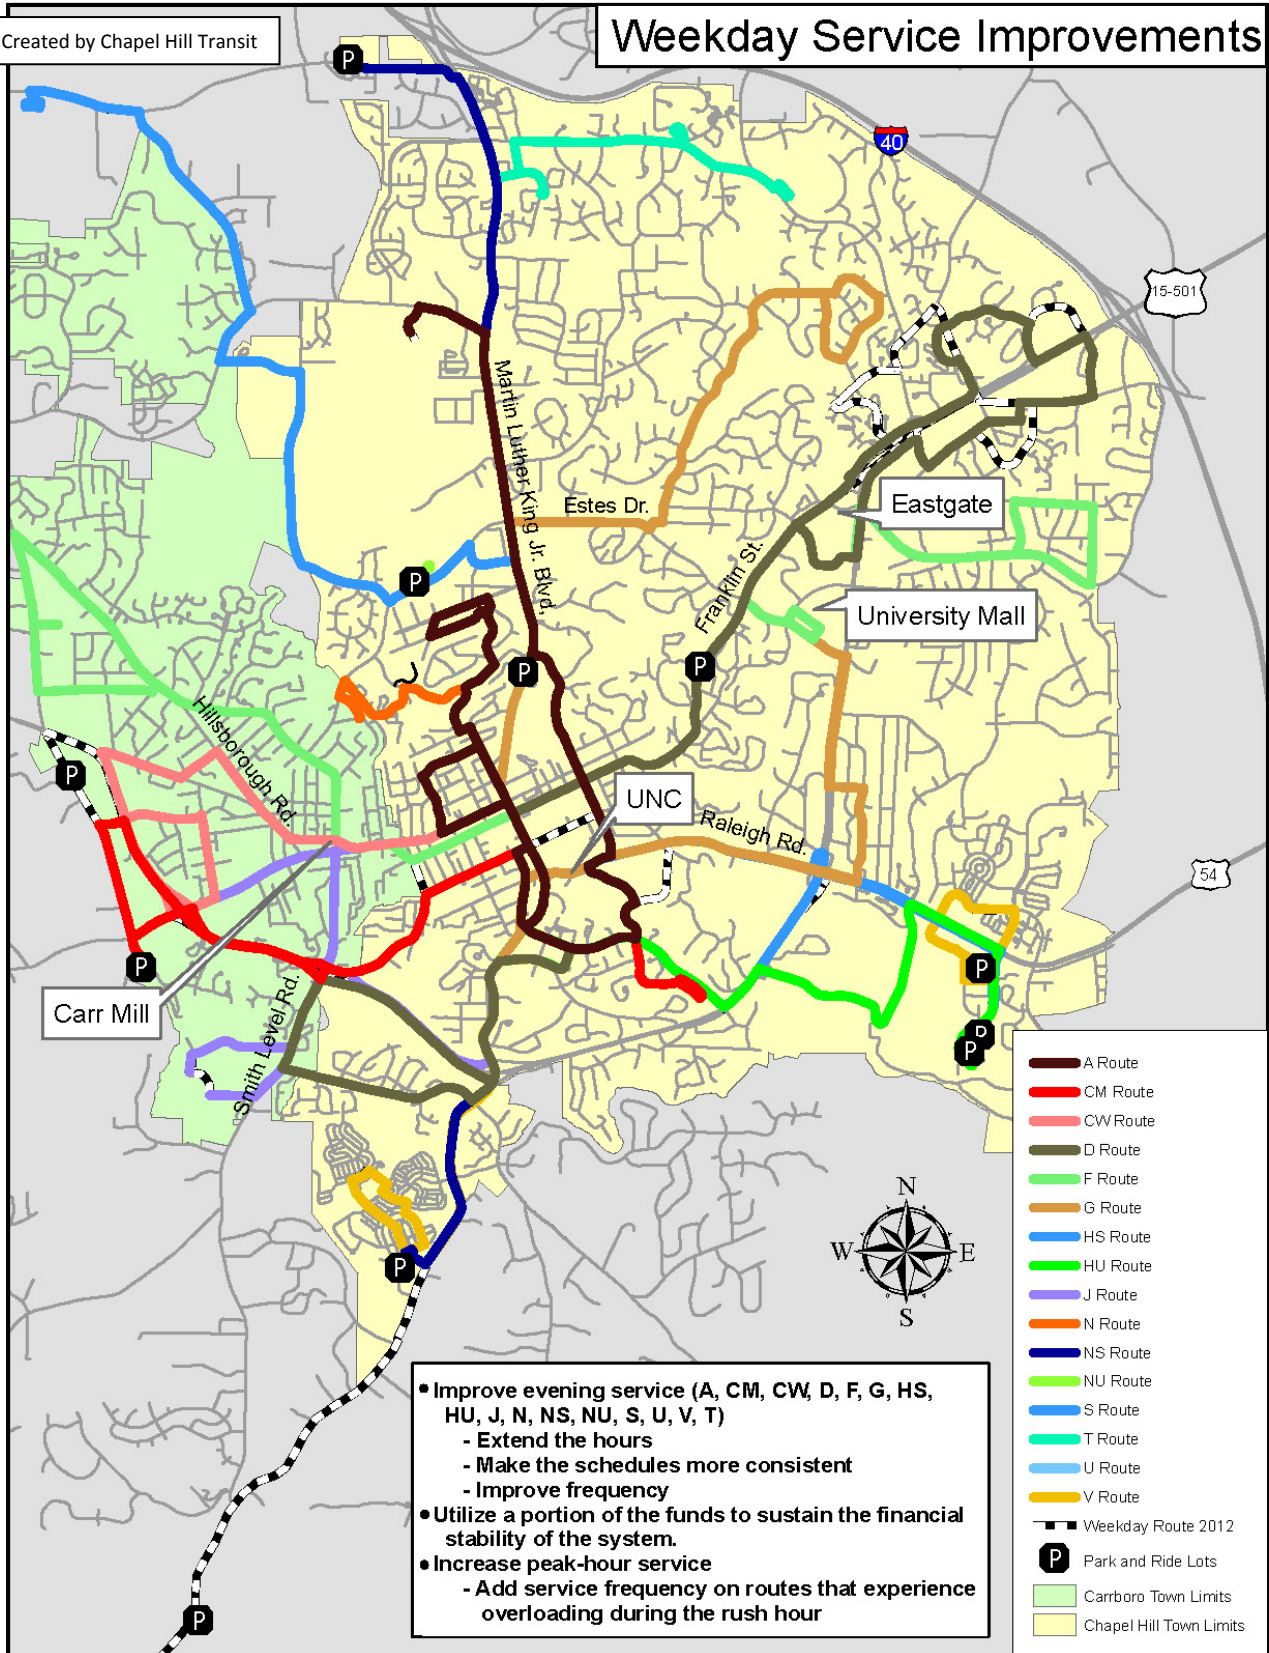 Created by Chapel Hill Transit
Weekday Service Improvements
P
40
15-501
Martin Luther King Jr. Blvd,
Estes Dr.
Eastgate
Franklin St.
P
University Mall
P
P
Hillsborough Rd
P
UNC
Raleigh Rd.
54
P
P
Carr Mill
Smith Level Rd.
P
P
P
N
W
E
S
A Route
CM Route
CW Route
D Route
F Route
G Route
HS Route
HU Route
J Route
N Route
NS Route
NU Route
S Route
T Route
U Route
V Route
Weekday Route 2012
P Park and Ride Lots
Carrboro Town Limits
Chapel Hill Town Limits
• Improve evening service (A, CM, CW, D, F, G, HS,
HU, J, N, NS, NU, S, U, V, T)
- Extend the hours
- Make the schedules more consistent
- Improve frequency
• Utilize a portion of the funds to sustain the financial
stability of the system.
• Increase peak-hour service
- Add service frequency on routes that experience
overloading during the rush hour
P